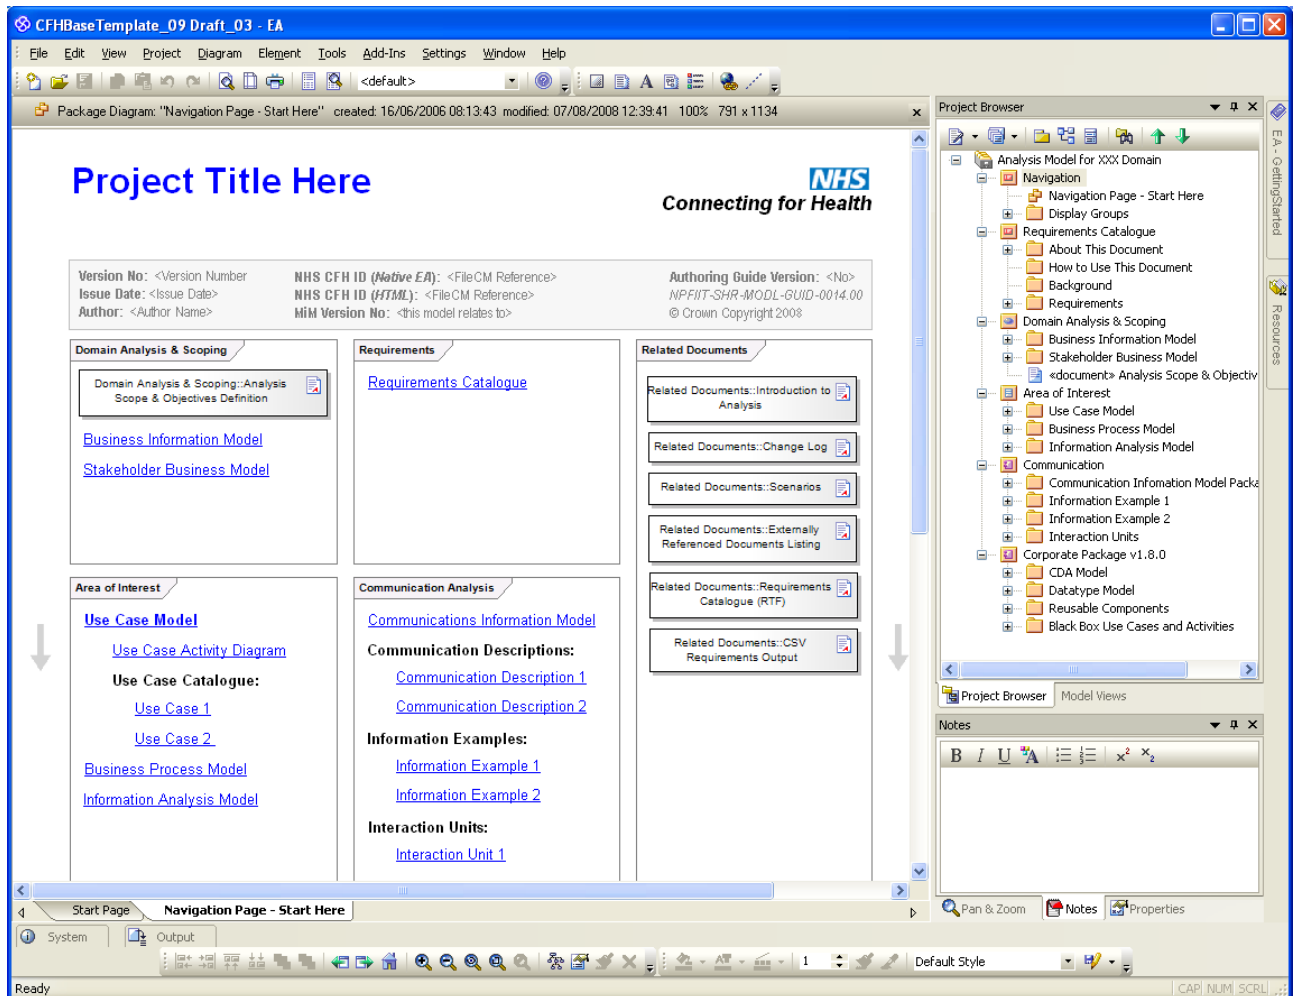 CFHBaseTemplate_09 Draft_03 - EA
File Edit View Project Diagram Element Tools Add-Ins Settings Window Help
<default>
Package Diagram: "Navigation Page - Start Here" created: 16/06/2006 08:13:43 modified: 07/08/2008 12:39:41 100% 791 x 1134
Project Title Here
NHS
Connecting for Health
Version No: <Version Number
Issue Date: <Issue Date>
Author: <Author Name>
NHS CFH ID (Native EA): <FileCM Reference>
NHS CFH ID (HTML): <FileCM Reference>
MiM Version No: <this model relates to>
Authoring Guide Version: <No>
NPFIT-SHR-MODL-GUID-0014.00
© Crown Copyright 2008
Domain Analysis & Scoping
Domain Analysis & Scoping::Analysis
Scope & Objectives Definition
Business Information Model
Stakeholder Business Model
Requirements
Requirements Catalogue
Related Documents
Related Documents::Introduction to
Analysis
Related Documents::Change Log
Related Documents::Scenarios
Related Documents::Externally
Referenced Documents Listing
Related Documents::Requirements
Catalogue (RTF)
Related Documents::CSV
Requirements Output
Area of Interest
Use Case Model
Use Case Activity Diagram
Use Case Catalogue:
Use Case 1
Use Case 2
Business Process Model
Information Analysis Model
Communication Analysis
Communications Information Model
Communication Descriptions:
Communication Description 1
Communication Description 2
Information Examples:
Information Example 1
Information Example 2
Interaction Units:
Interaction Unit 1
Start Page Navigation Page - Start Here
System Output
1
Default Style
Ready
CAP NUM SCRL
Project Browser
Analysis Model for XXX Domain
Navigation
Navigation Page - Start Here
Display Groups
Requirements Catalogue
About This Document
How to Use This Document
Background
Requirements
Domain Analysis & Scoping
Business Information Model
Stakeholder Business Model
«document» Analysis Scope & Objectiv
Area of Interest
Use Case Model
Business Process Model
Information Analysis Model
Communication
Communication Infomation Model Packa
Information Example 1
Information Example 2
Interaction Units
Corporate Package v1.8.0
CDA Model
Datatype Model
Reusable Components
Black Box Use Cases and Activities
Project Browser Model Views
Notes
B I U A x² x₂
Pan & Zoom Notes Properties
EA - GettingStarted
Resources